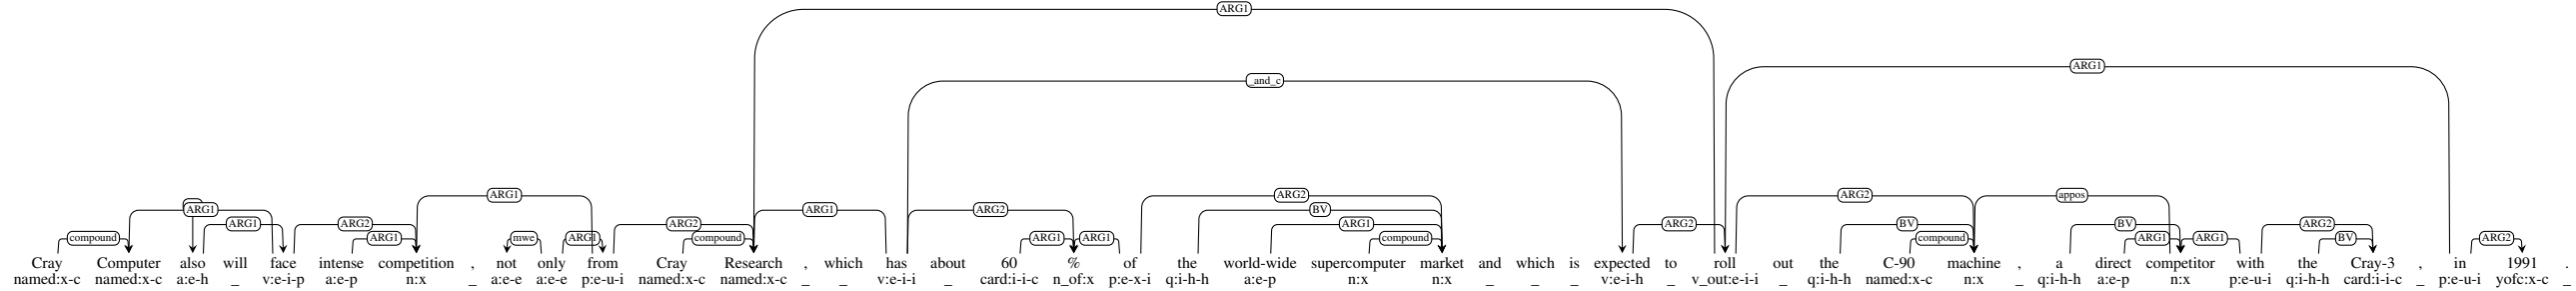 ARG1
_and_c
ARG1
ARG1
ARG2
appos
ARG1
ARG2
ARG1
ARG1
ARG2
ARG2
ARG1
ARG2
BV
ARG1
ARG2
BV
BV
ARG2
compound
ARG1
mwe
ARG1
compound
ARG1
ARG1
compound
compound
ARG1
ARG1
BV
ARG2
Cray Computer also will face intense competition , not only from Cray Research , which has about 60 % of the world-wide supercomputer market and which is expected to roll out the C-90 machine , a direct competitor with the Cray-3 , in 1991 .
named:x-c named:x-c a:e-h _ v:e-i-p a:e-p n:x _ a:e-e a:e-e p:e-u-i named:x-c named:x-c _ _ v:e-i-i _ card:i-i-c n_of:x p:e-x-i q:i-h-h a:e-p n:x n:x _ _ _ v:e-i-h _ v_out:e-i-i _ q:i-h-h named:x-c n:x _ q:i-h-h a:e-p n:x p:e-u-i q:i-h-h card:i-i-c _ p:e-u-i yofc:x-c _